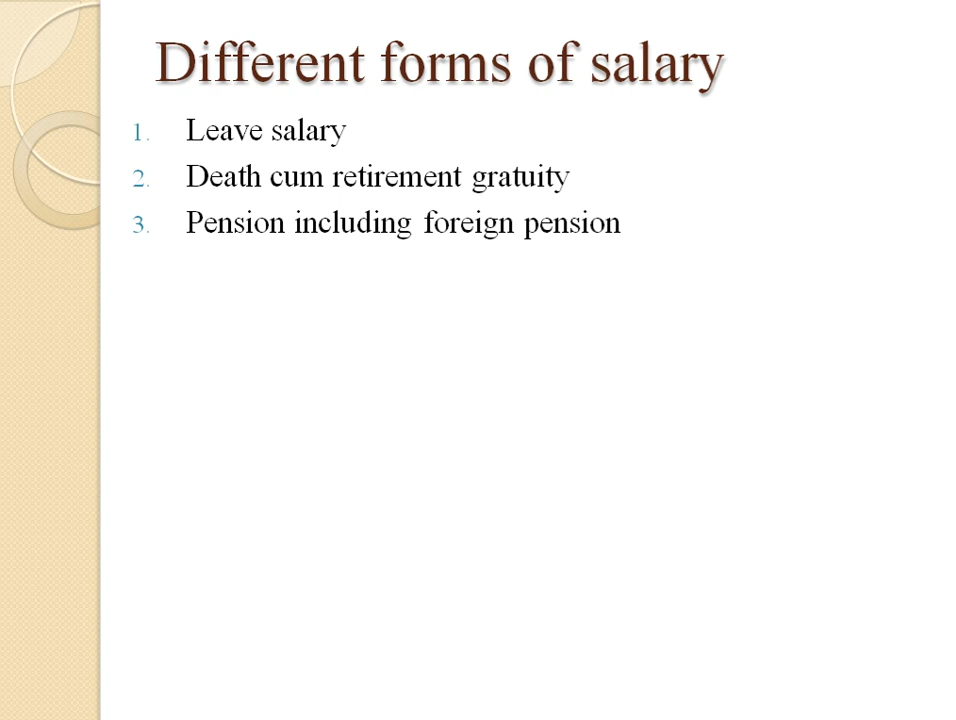 Different forms of salary
1. Leave salary
2. Death cum retirement gratuity
3. Pension including foreign pension